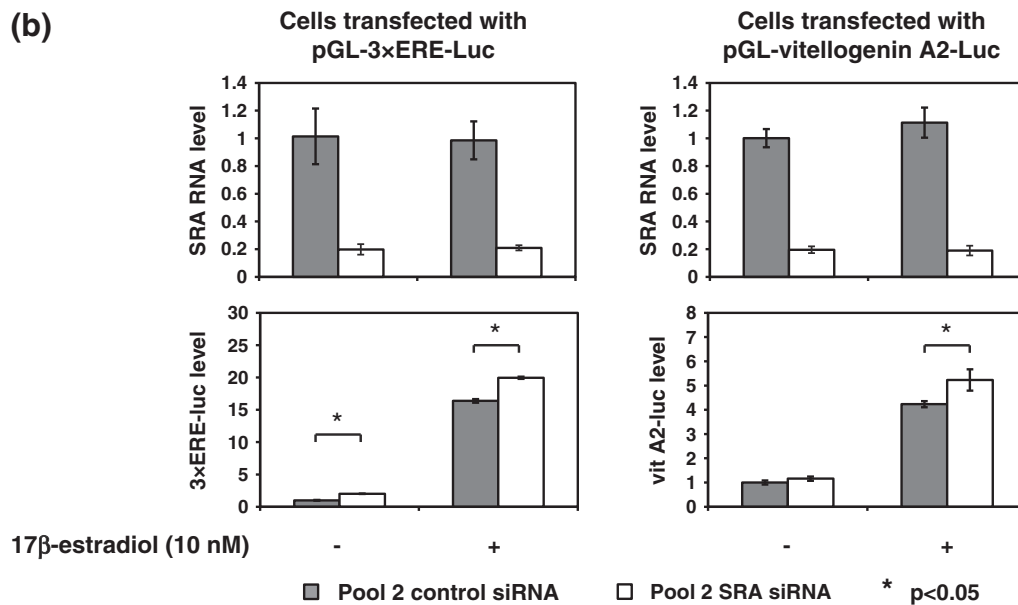 (b)
Cells transfected with
pGL-3×ERE-Luc
Cells transfected with
pGL-vitellogenin A2-Luc
SRA RNA level
1.4
1.2
1
0.8
0.6
0.4
0.2
0
SRA RNA level
1.4
1.2
1
0.8
0.6
0.4
0.2
0
3×ERE-luc level
30
25
20
15
10
5
0
*
*
vit A2-luc level
8
7
6
5
4
3
2
1
0
*
17β-estradiol (10 nM)
- + - +
Pool 2 control siRNA Pool 2 SRA siRNA * p<0.05